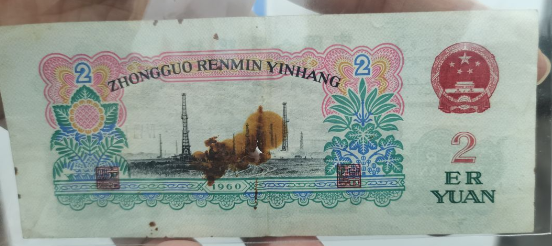 2 ZHONGGUO RENMIN YINHANG 2
2
ER
YUAN
1960